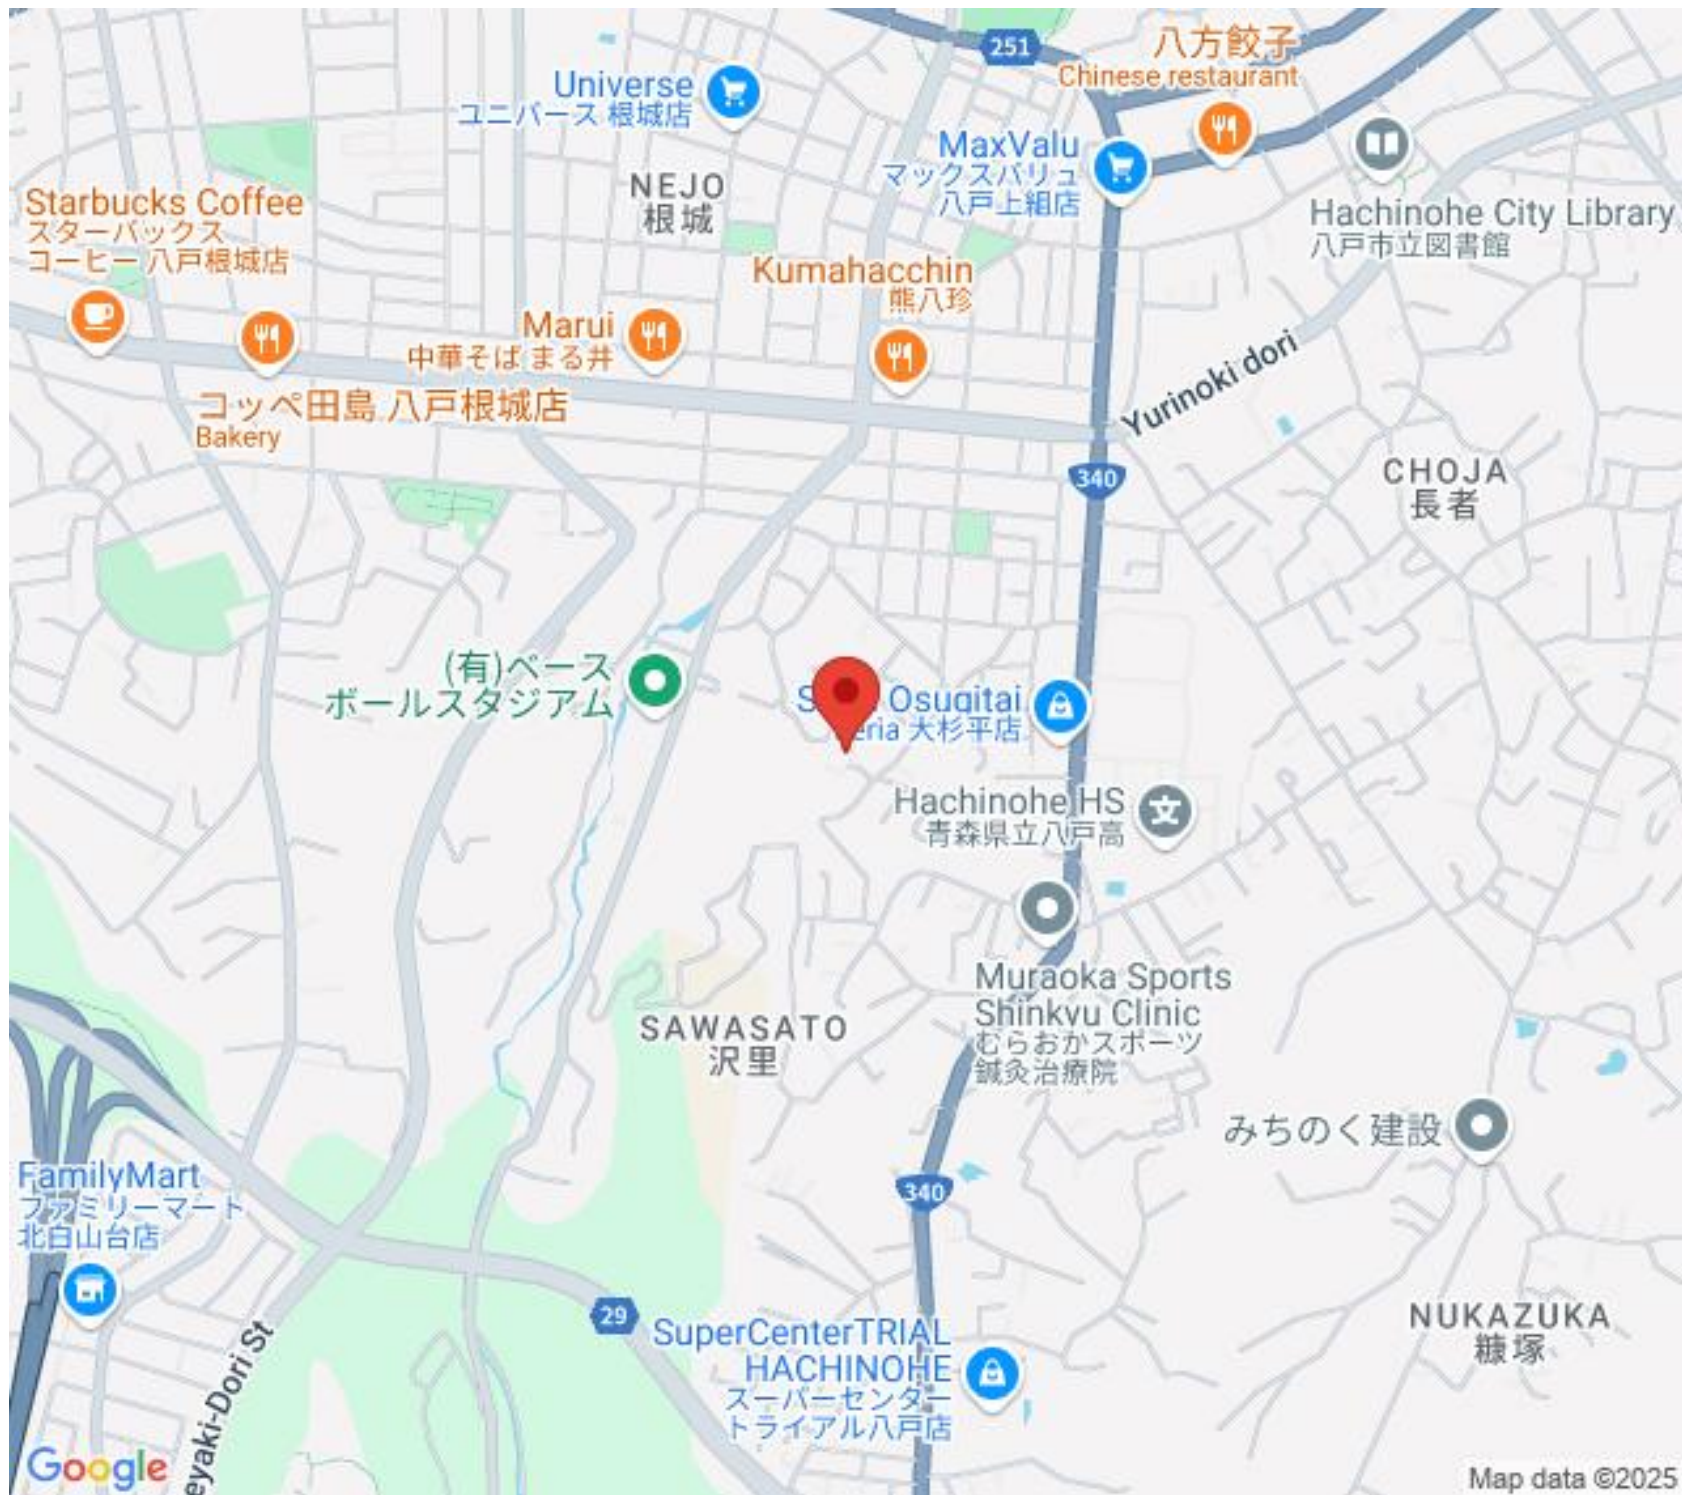 251
八方餃子
Chinese restaurant
Universe
ユニバース 根城店
MaxValu
マックスバリュ
八戸上組店
NEJO
根城
Hachinohe City Library
八戸市立図書館
Starbucks Coffee
スターバックス
コーヒー 八戸根城店
Kumahacchin
熊八珍
Marui
中華そば まる井
コッペ田島 八戸根城店
Bakery
Yurinoki dori
340
CHOJA
長者
(有)ベース
ボールスタジアム
Osugitai
大杉平店
Hachinohe HS
青森県立八戸高
Muraoka Sports
Shinkyu Clinic
むらおかスポーツ
鍼灸治療院
SAWASATO
沢里
みちのく建設
FamilyMart
ファミリーマート
北白山台店
340
29
SuperCenterTRIAL
HACHINOHE
スーパーセンター
トライアル八戸店
NUKAZUKA
糠塚
eyaki-Dori St
Google
Map data ©2025